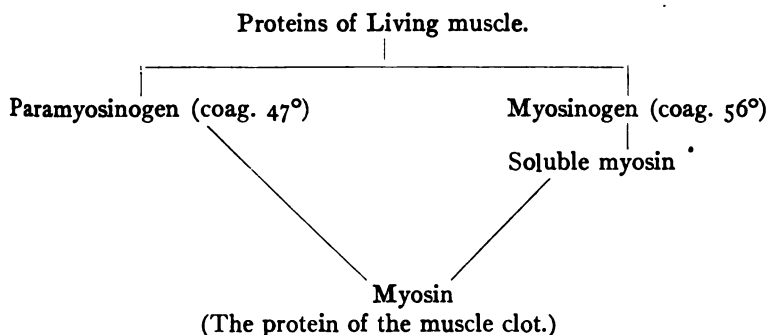 Proteins of Living muscle.
Paramyosinogen (coag. 47°) Myosinogen (coag. 56°)
Soluble myosin
Myosin
(The protein of the muscle clot.)